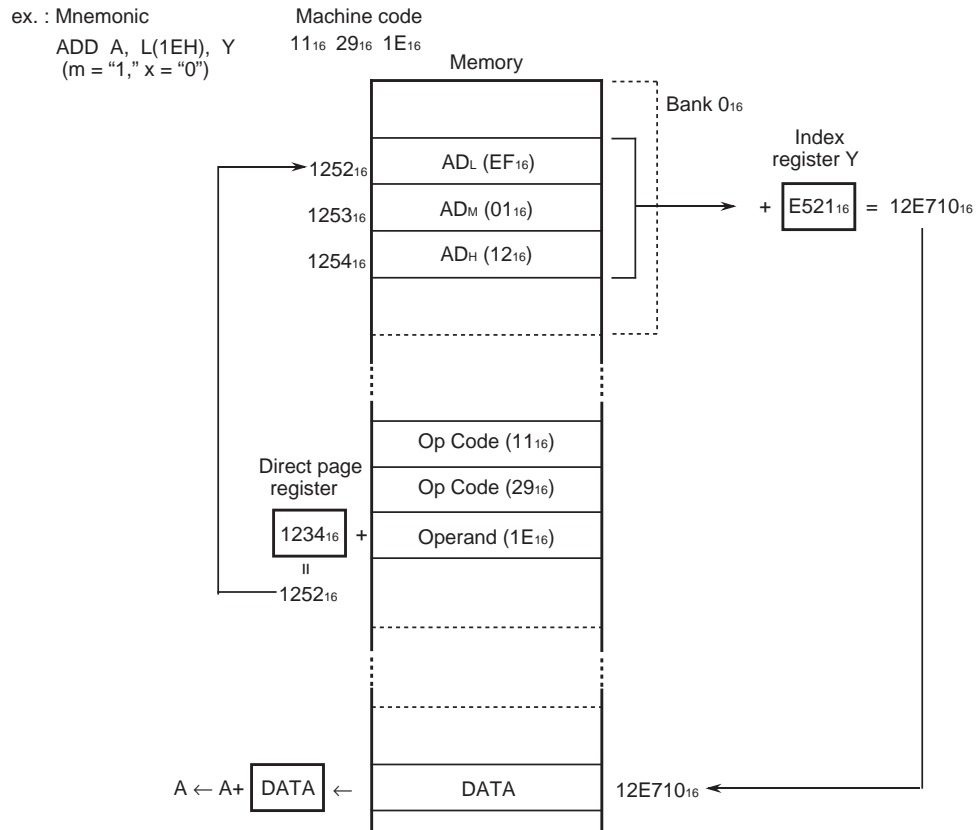 ex. : Mnemonic
ADD A, L(1EH), Y
(m = “1,” x = “0”)
Machine code
11₁₆ 29₁₆ 1E₁₆
Memory
Bank 0₁₆
Index
register Y
1252₁₆
ADL (EF₁₆)
+ E521₁₆ = 12E710₁₆
1253₁₆
ADM (01₁₆)
1254₁₆
ADH (12₁₆)
Op Code (11₁₆)
Direct page
register
Op Code (29₁₆)
1234₁₆ +
Operand (1E₁₆)
=
1252₁₆
A ← A+ DATA ←
DATA
12E710₁₆